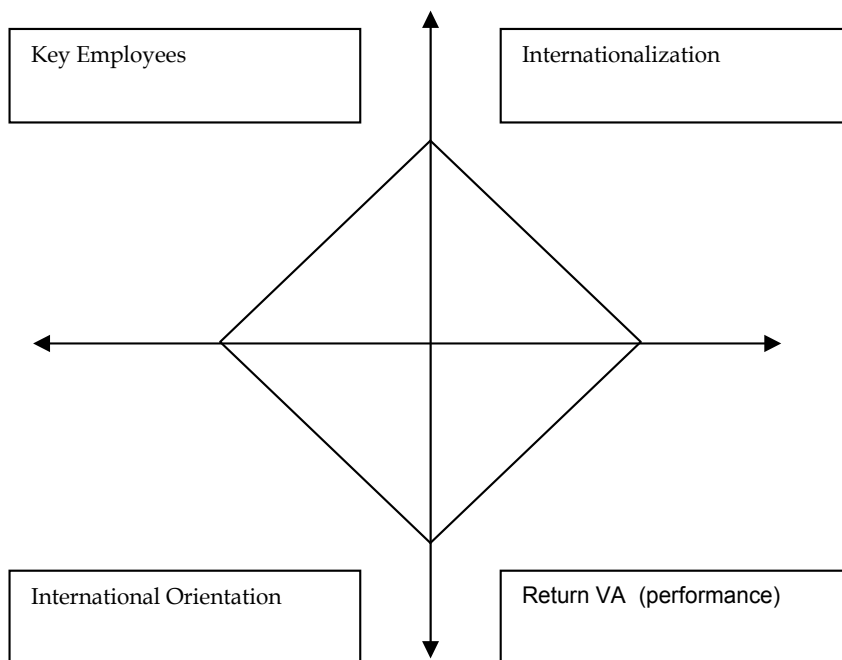 Key Employees
Internationalization
International Orientation
Return VA (performance)